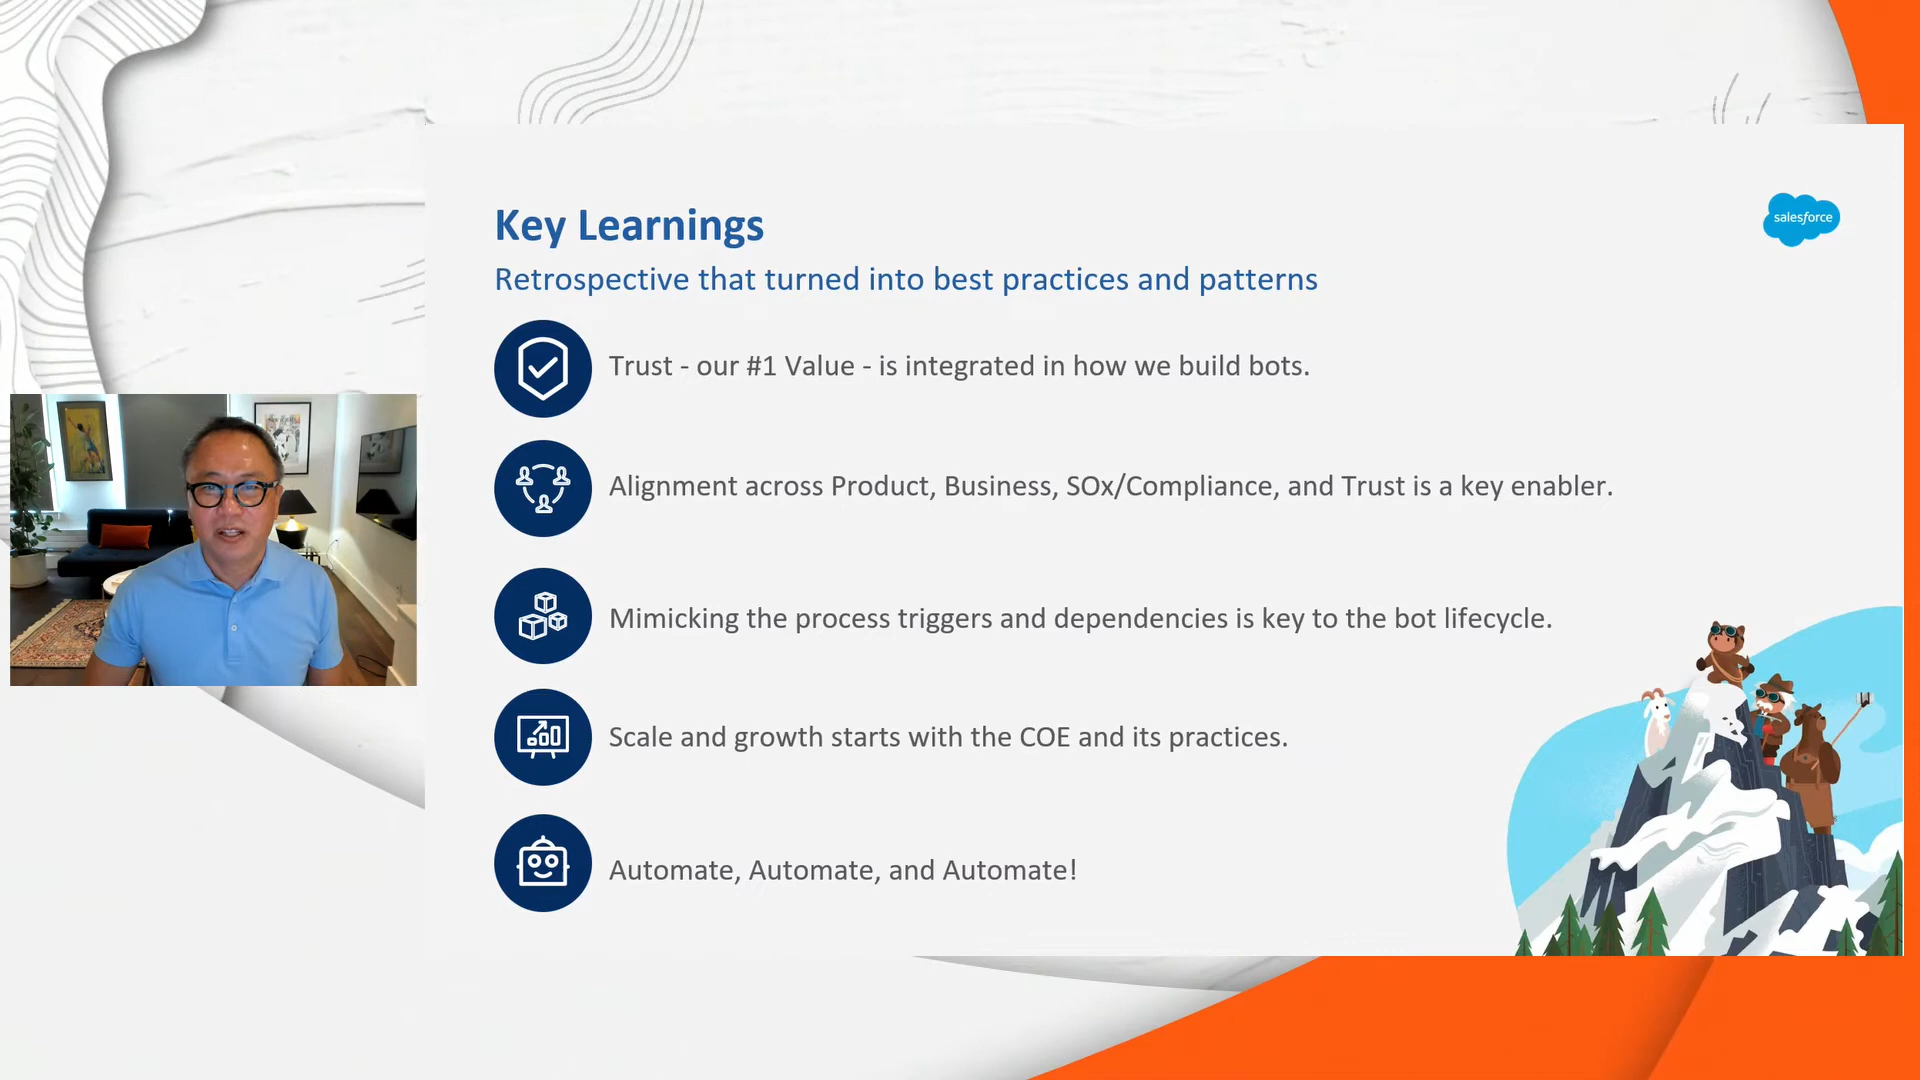 Key Learnings
salesforce
Retrospective that turned into best practices and patterns
Trust - our #1 Value - is integrated in how we build bots.
Alignment across Product, Business, SOx/Compliance, and Trust is a key enabler.
Mimicking the process triggers and dependencies is key to the bot lifecycle.
Scale and growth starts with the COE and its practices.
Automate, Automate, and Automate!